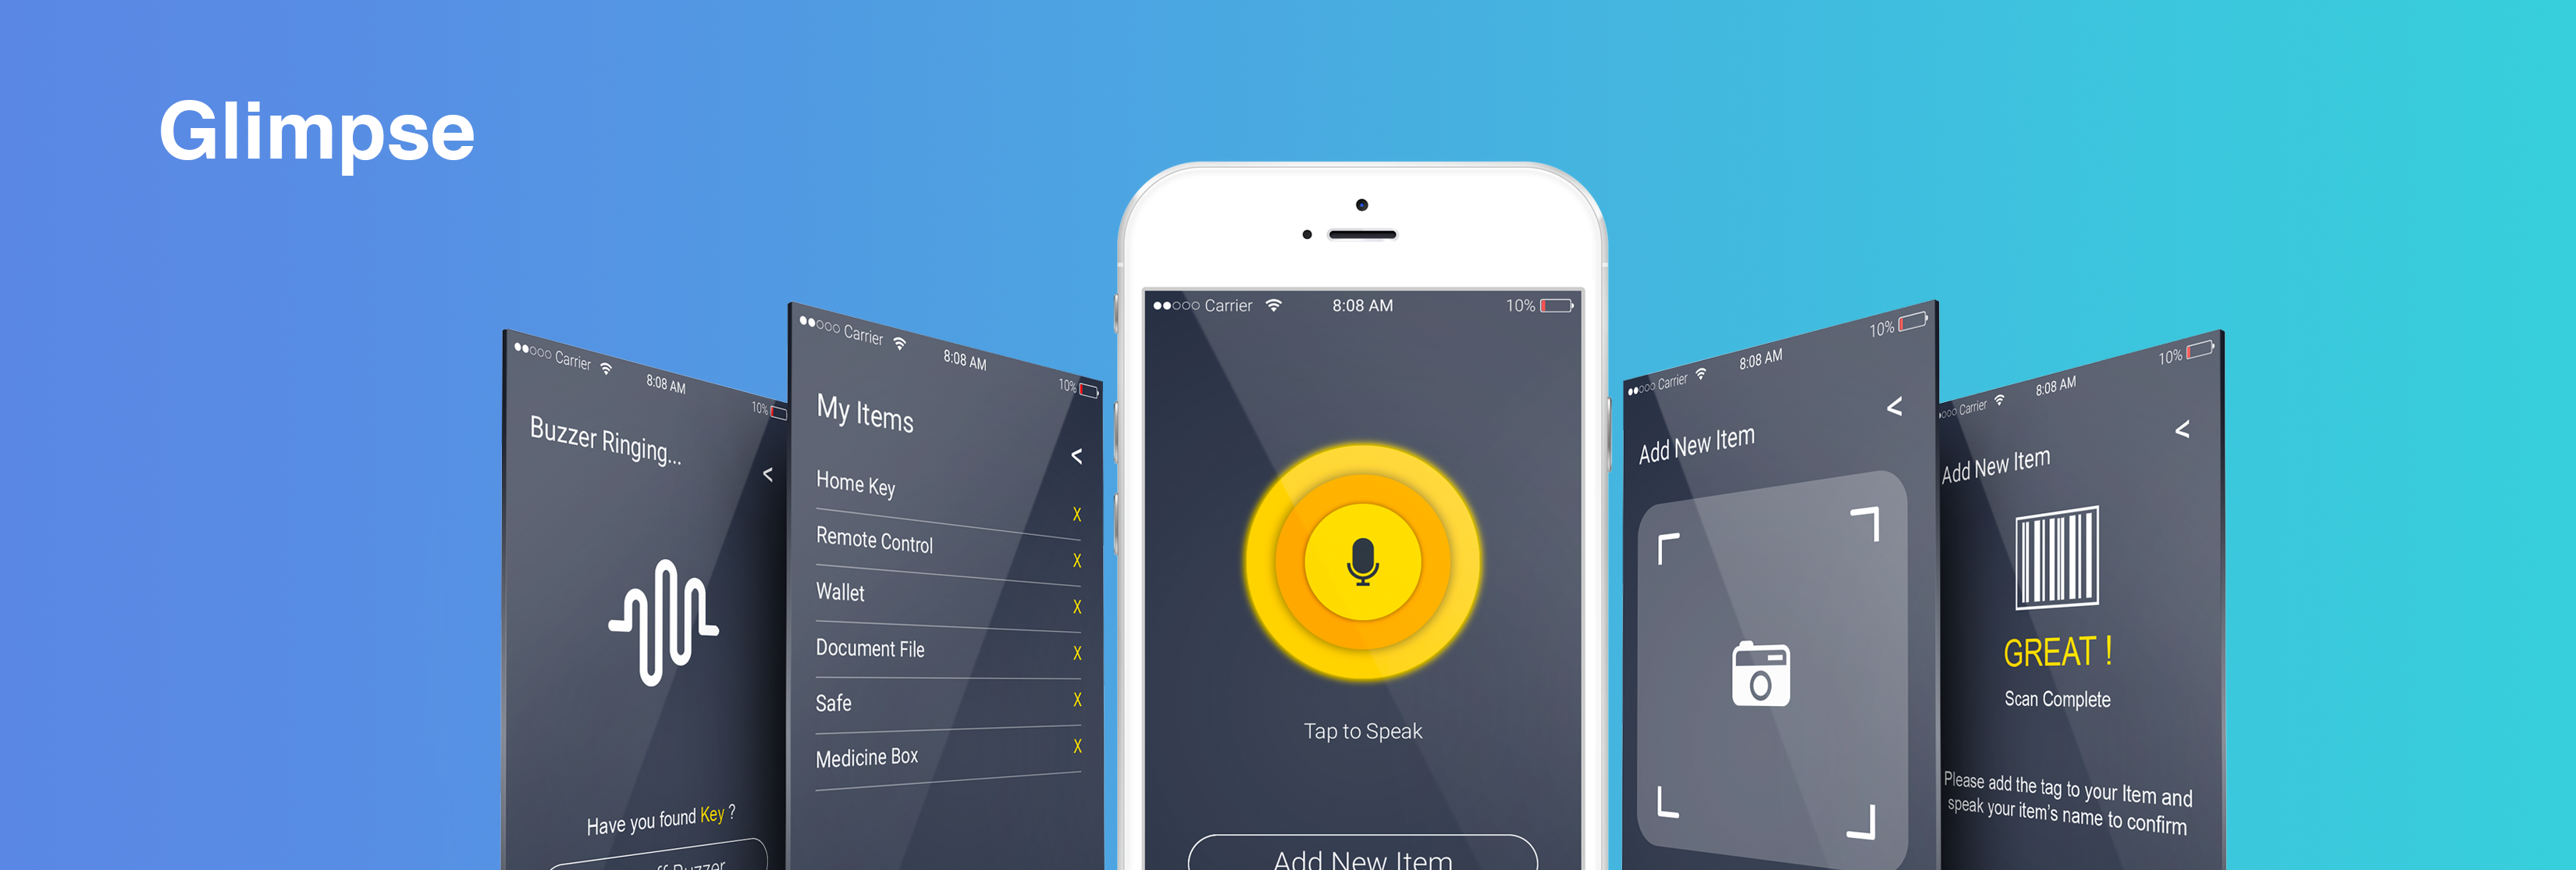 Glimpse
Carrier 8:08 AM 10%
Buzzer Ringing...
<
Have you found Key ?
Buzzer
Carrier 8:08 AM 10%
My Items
<
Home Key X
Remote Control X
Wallet X
Document File X
Safe X
Medicine Box X
Carrier 8:08 AM 10%
Tap to Speak
Add New Item
Carrier 8:08 AM 10%
<
Add New Item
Carrier 8:08 AM 10%
<
Add New Item
GREAT !
Scan Complete
Please add the tag to your Item and
speak your item's name to confirm